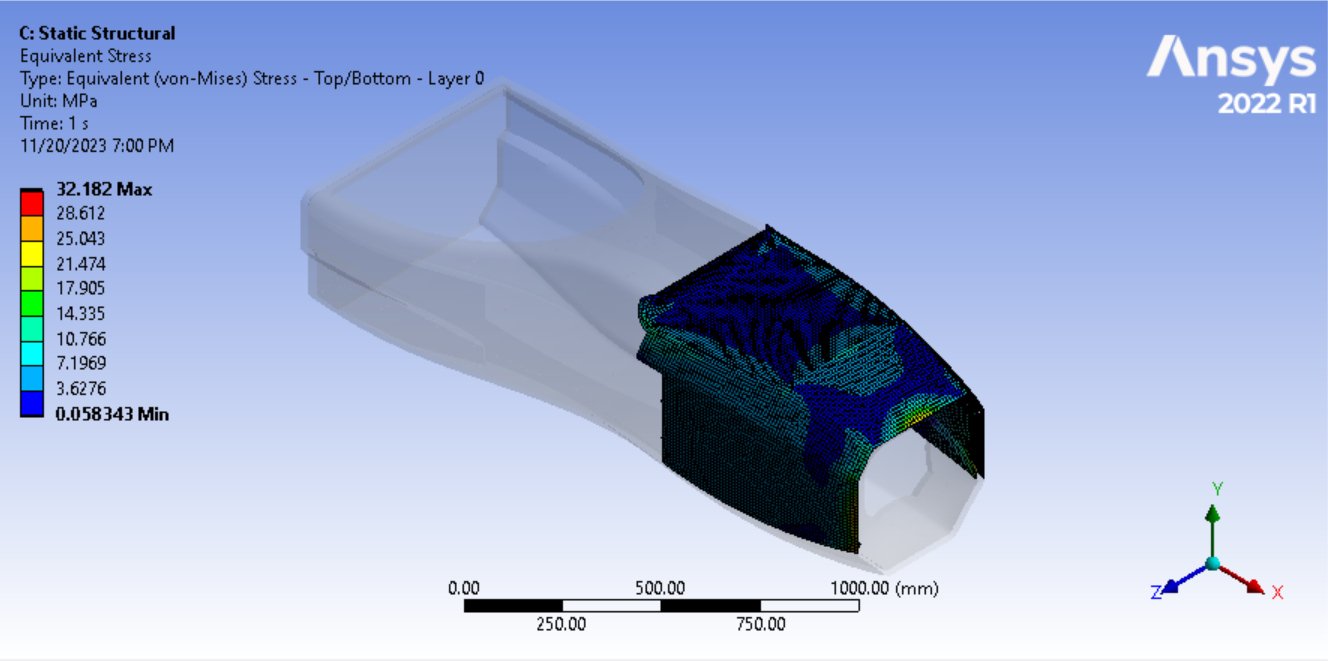 C: Static Structural
Equivalent Stress
Type: Equivalent (von-Mises) Stress - Top/Bottom - Layer 0
Unit: MPa
Time: 1 s
11/20/2023 7:00 PM
Ansys
2022 R1
32.182 Max
28.612
25.043
21.474
17.905
14.335
10.766
7.1969
3.6276
0.058343 Min
0.00 500.00 1000.00 (mm)
250.00 750.00
Y
Z X